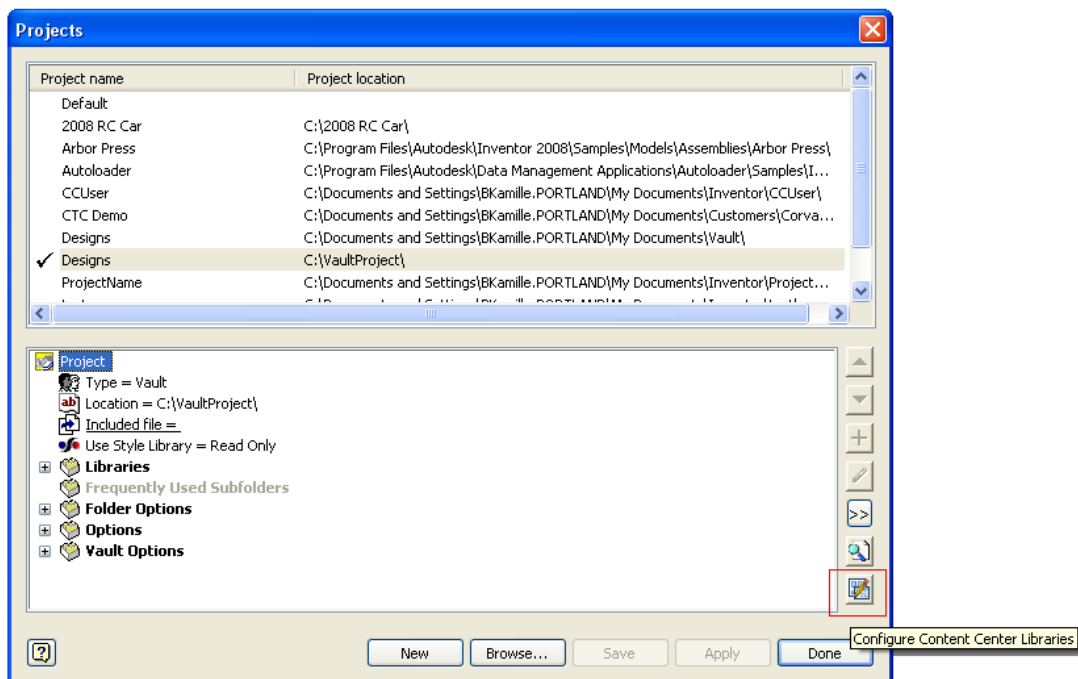 Projects
Project name Project location
Default
2008 RC Car C:\2008 RC Car\
Arbor Press C:\Program Files\Autodesk\Inventor 2008\Samples\Models\Assemblies\Arbor Press\
Autoloader C:\Program Files\Autodesk\Data Management Applications\Autoloader\Samples\I...
CCUser C:\Documents and Settings\BKamille.PORTLAND\My Documents\Inventor\CCUser\
CTC Demo C:\Documents and Settings\BKamille.PORTLAND\My Documents\Customers\Corva...
Designs C:\Documents and Settings\BKamille.PORTLAND\My Documents\Vault\
Designs C:\VaultProject\
ProjectName C:\Documents and Settings\BKamille.PORTLAND\My Documents\Inventor\Project...
Project
Type = Vault
Location = C:\VaultProject\
Included file =
Use Style Library = Read Only
Libraries
Frequently Used Subfolders
Folder Options
Options
Vault Options
>>
Configure Content Center Libraries
New Browse... Save Apply Done